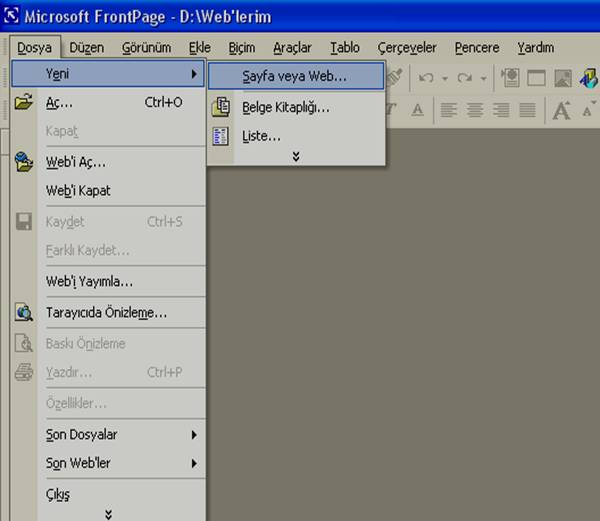 Microsoft FrontPage - D:\Web'lerim
Dosya Düzen Görünüm Ekle Biçim Araçlar Tablo Çerçeveler Pencere Yardım
Yeni
Sayfa veya Web...
Aç... Ctrl+O
Belge Kitaplığı...
Kapat
Liste...
Web'i Aç...
Web'i Kapat
Kaydet Ctrl+S
Farklı Kaydet...
Web'i Yayımla...
Tarayıcıda Önizleme...
Baskı Önizleme
Yazdır... Ctrl+P
Özellikler...
Son Dosyalar
Son Web'ler
Çıkış